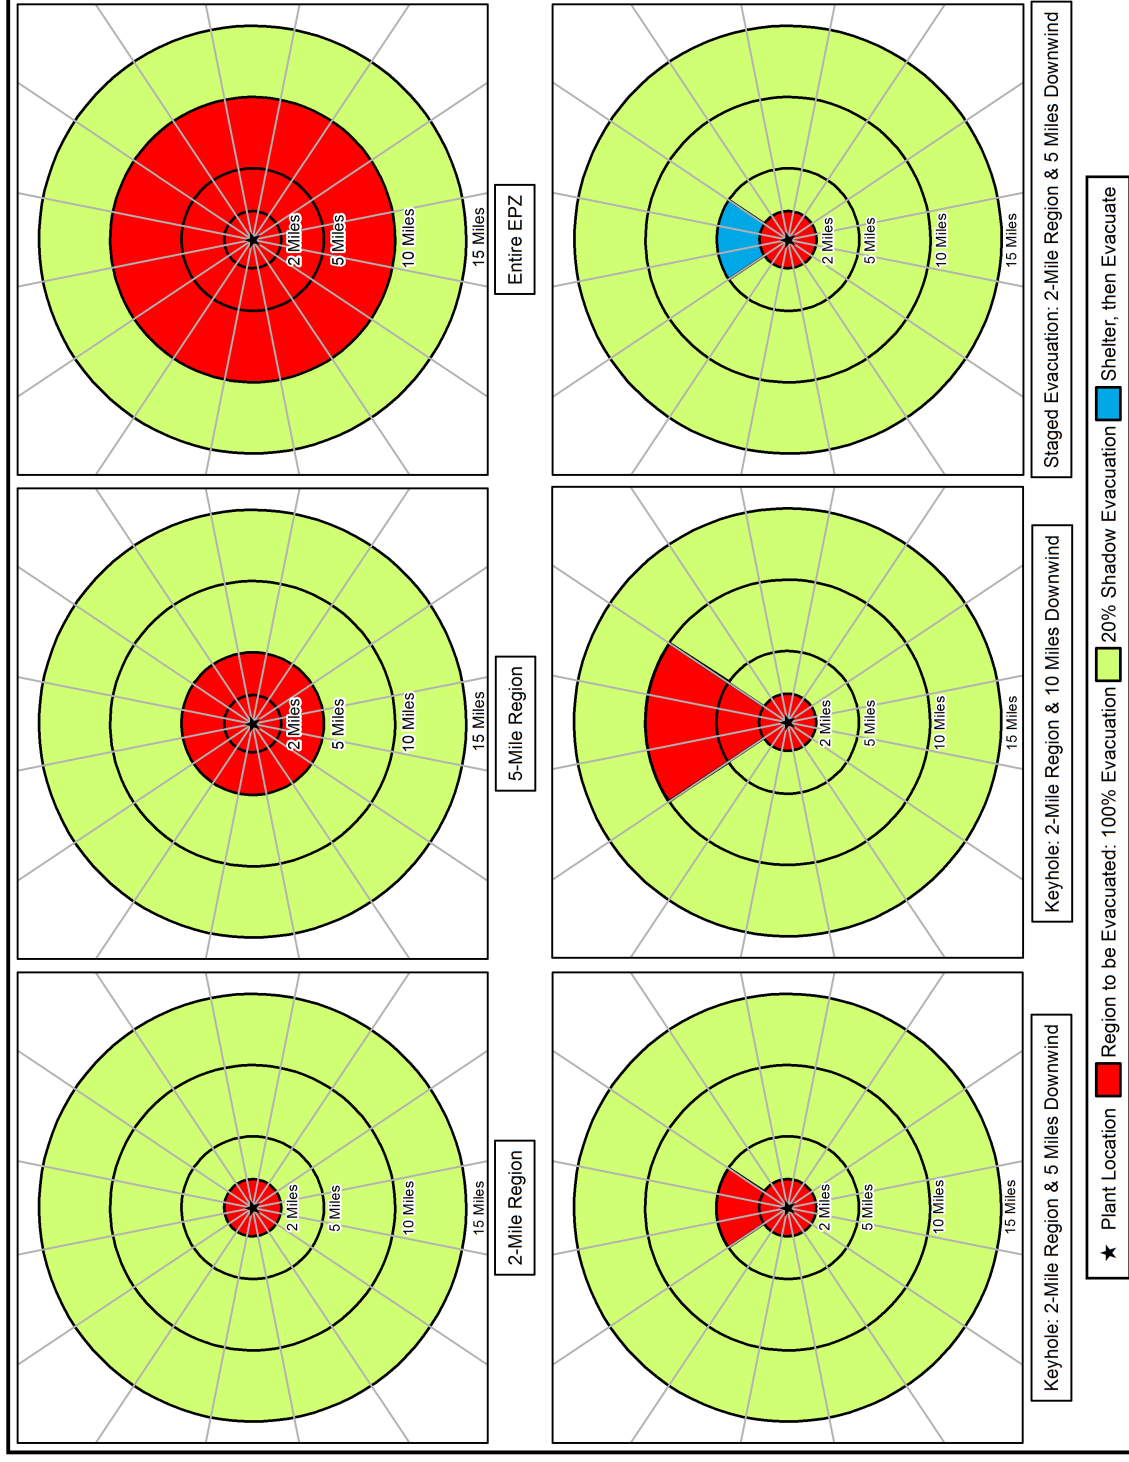 2 Miles
5 Miles
10 Miles
15 Miles
2-Mile Region
2 Miles
5 Miles
10 Miles
15 Miles
5-Mile Region
2 Miles
5 Miles
10 Miles
15 Miles
Entire EPZ
2 Miles
5 Miles
10 Miles
15 Miles
Keyhole: 2-Mile Region & 5 Miles Downwind
2 Miles
5 Miles
10 Miles
15 Miles
Keyhole: 2-Mile Region & 10 Miles Downwind
2 Miles
5 Miles
10 Miles
15 Miles
Staged Evacuation: 2-Mile Region & 5 Miles Downwind
Plant Location Region to be Evacuated: 100% Evacuation 20% Shadow Evacuation Shelter, then Evacuate